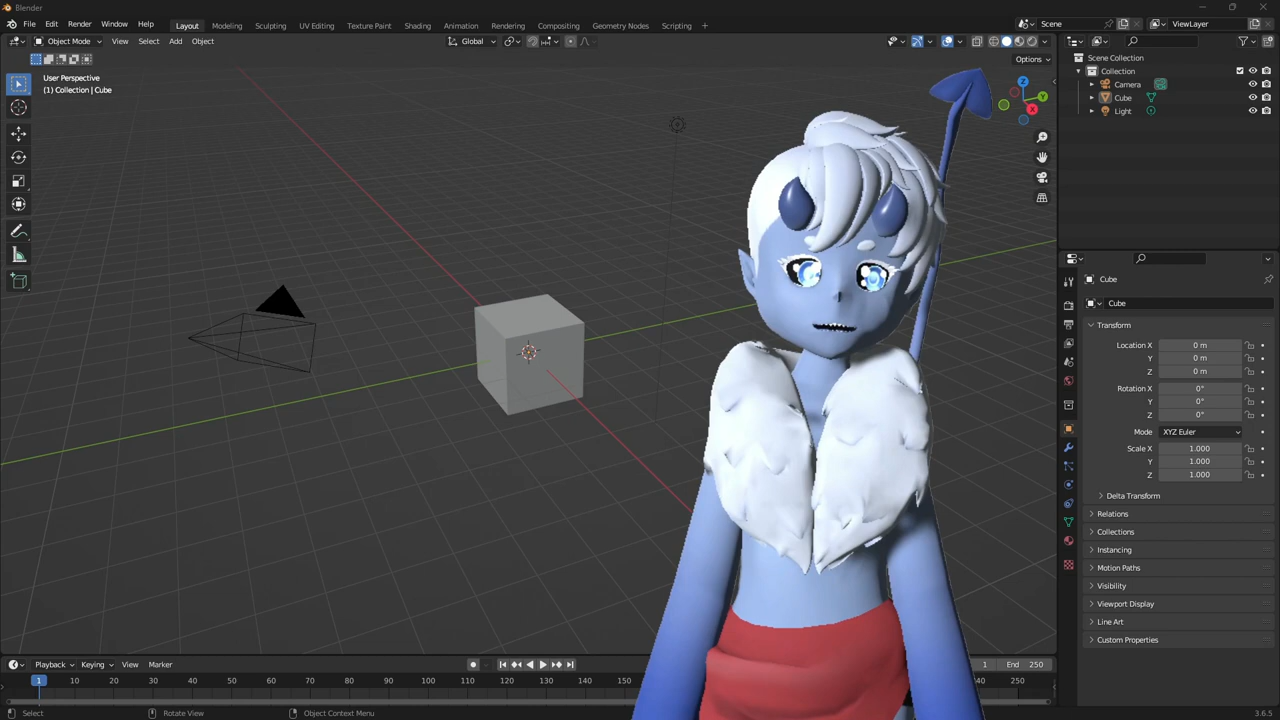 Blender
File Edit Render Window Help Layout Modeling Sculpting UV Editing Texture Paint Shading Animation Rendering Compositing Geometry Nodes Scripting + Scene ViewLayer
Object Mode View Select Add Object Global
Options
User Perspective
(1) Collection | Cube
Z
Y
X
Scene Collection
Collection
Camera
Cube
Light
Cube
Cube
Transform
Location X 0 m
Y 0 m
Z 0 m
Rotation X 0°
Y 0°
Z 0°
Mode XYZ Euler
Scale X 1.000
Y 1.000
Z 1.000
Delta Transform
Relations
Collections
Instancing
Motion Paths
Visibility
Viewport Display
Line Art
Custom Properties
Playback Keying View Marker 1 End 250
1 10 20 30 40 50 60 70 80 90 100 110 120 130 140 150 240 250
Select Rotate View Object Context Menu 3.6.5